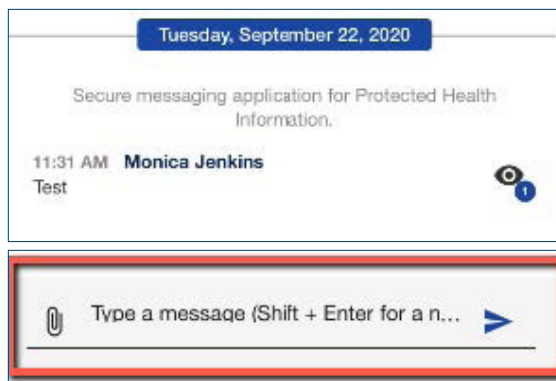 Tuesday, September 22, 2020
Secure messaging application for Protected Health
Information.
11:31 AM Monica Jenkins
Test
1
Type a message (Shift + Enter for a n...